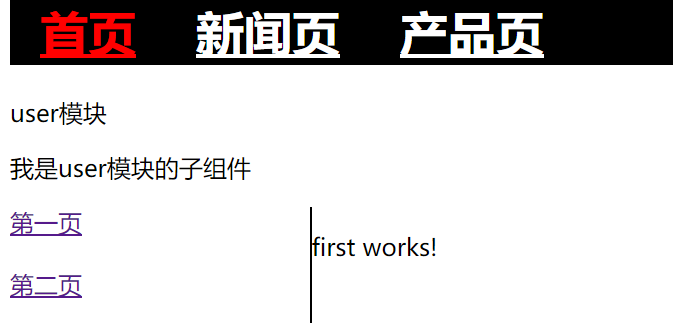 首页 新闻页 产品页
user模块
我是user模块的子组件
第一页
first works!
第二页